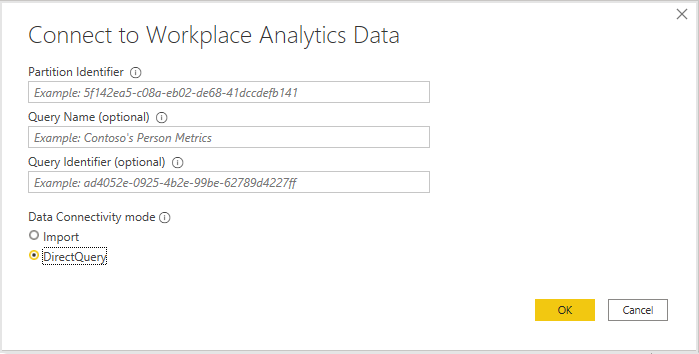 Connect to Workplace Analytics Data
Partition Identifier
Example: 5f142ea5-c08a-eb02-de68-41dccdefb141
Query Name (optional)
Example: Contoso's Person Metrics
Query Identifier (optional)
Example: ad4052e-0925-4b2e-99be-62789d4227ff
Data Connectivity mode
Import
DirectQuery
OK
Cancel